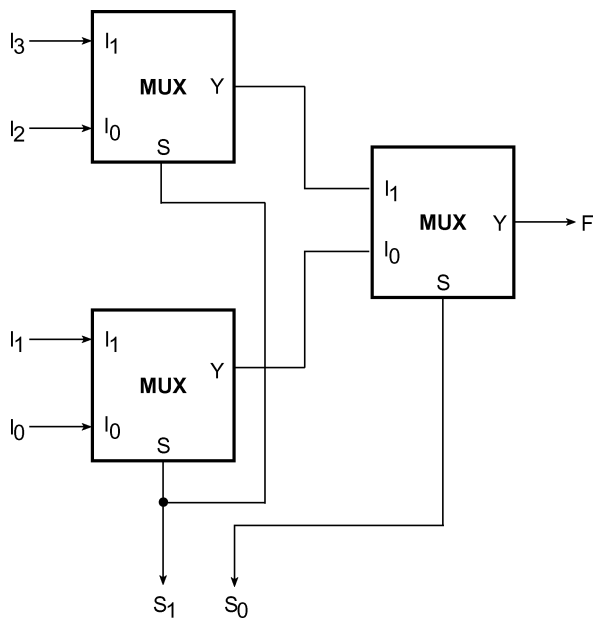 I3 I1
MUX Y
I2 I0
S
I1
MUX Y F
I0
S
I1 I1
Y
MUX
I0 I0
S
S1 S0